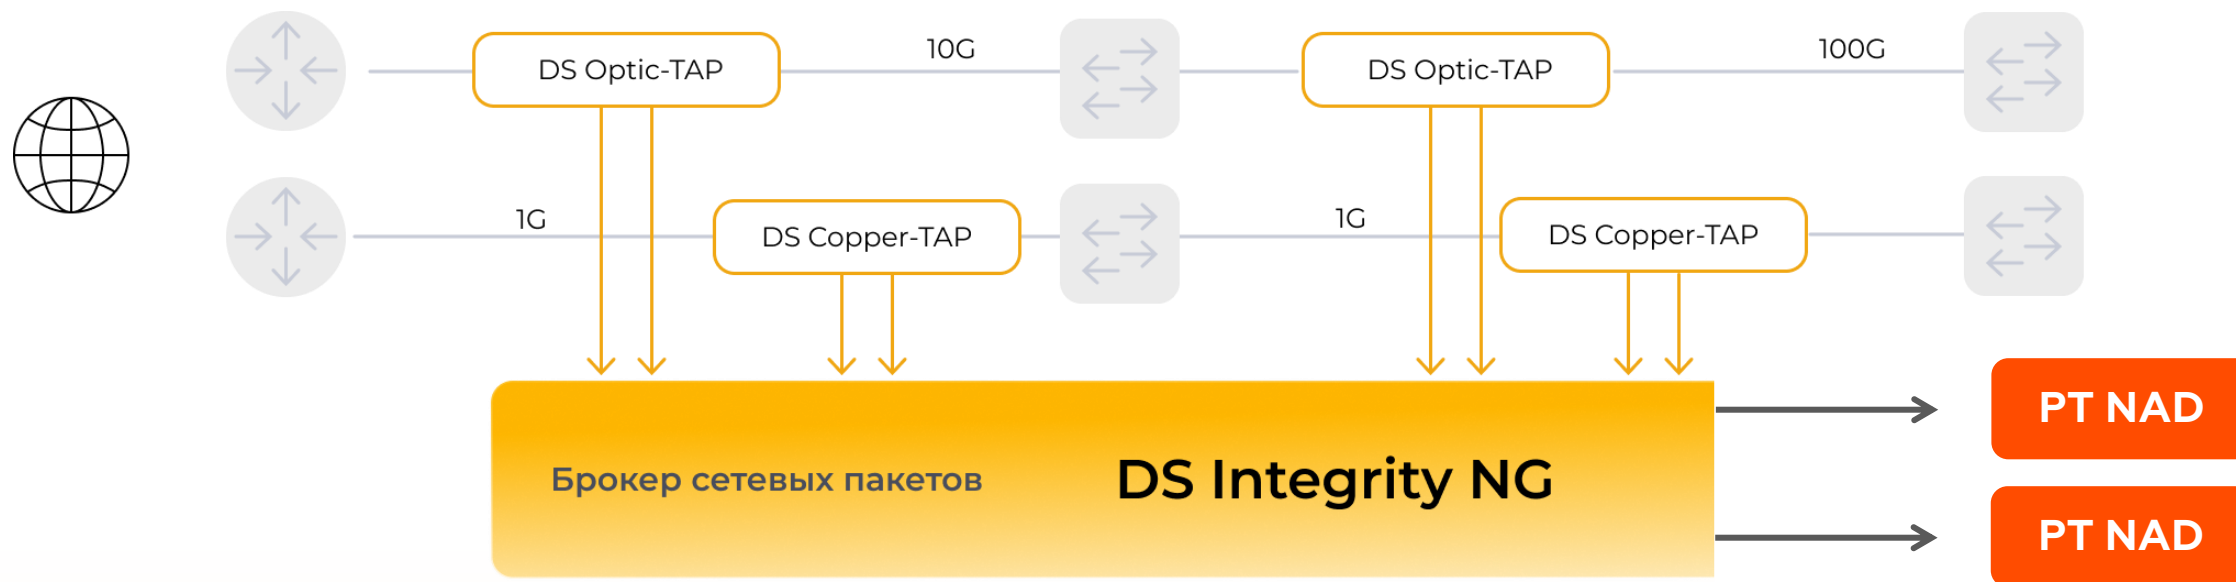 DS Optic-TAP
10G
DS Optic-TAP
100G
1G
DS Copper-TAP
1G
DS Copper-TAP
Брокер сетевых пакетов
DS Integrity NG
PT NAD
PT NAD